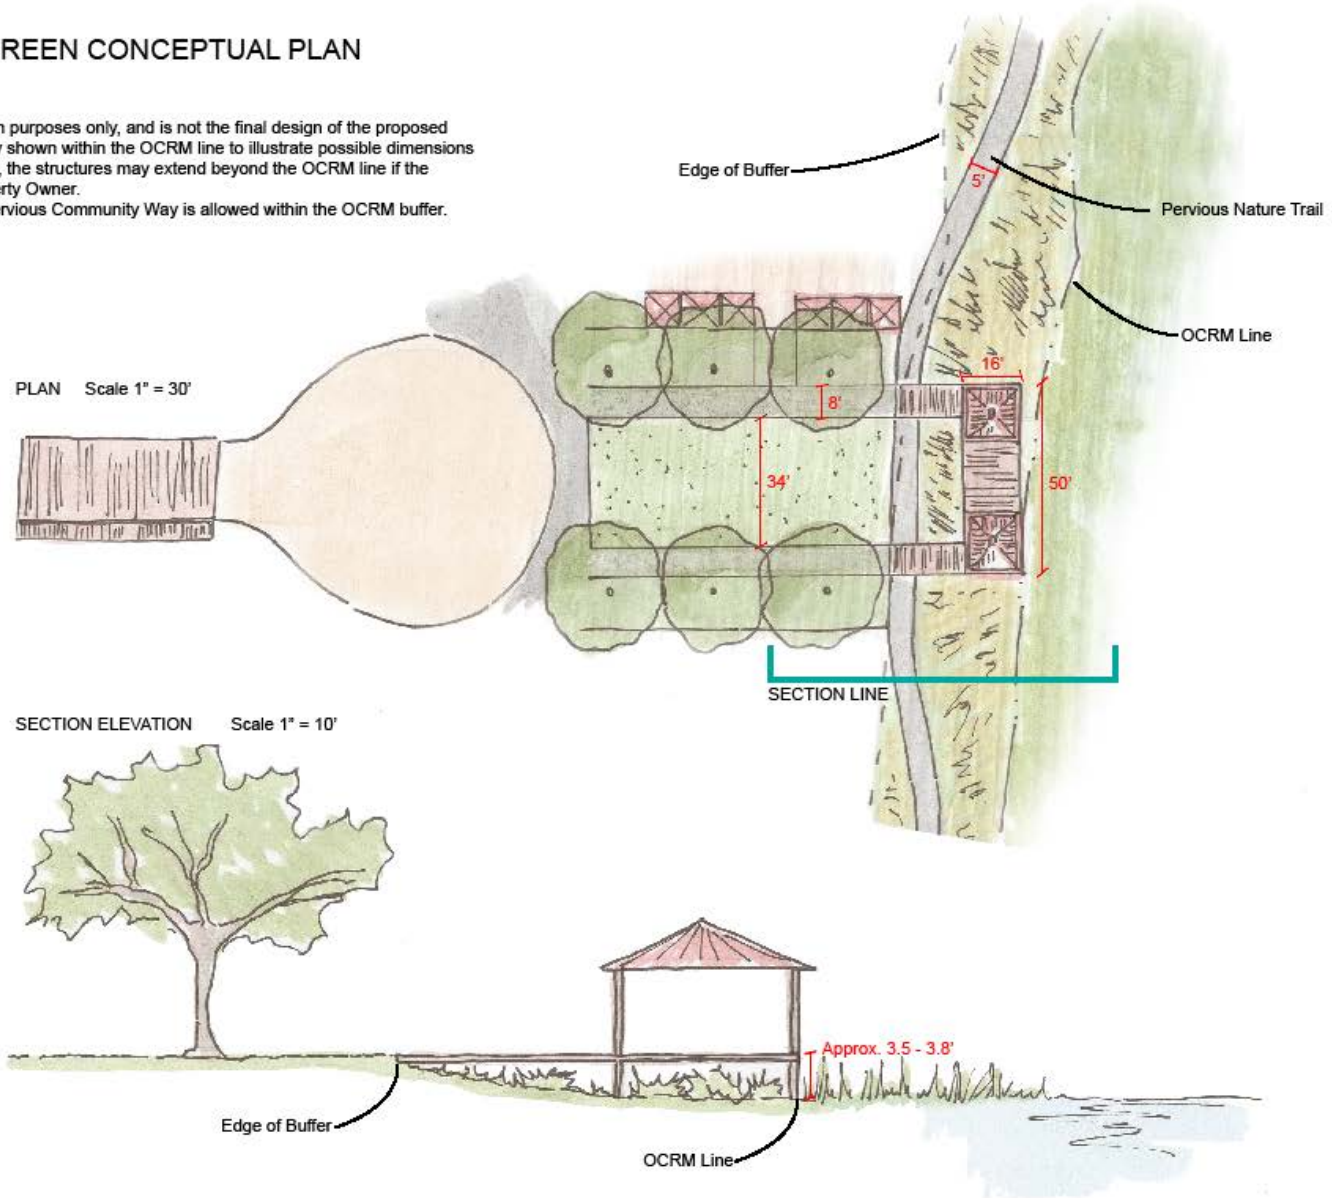 REEN CONCEPTUAL PLAN
purposes only, and is not the final design of the proposed
shown within the OCRM line to illustrate possible dimensions
, the structures may extend beyond the OCRM line if the
erty Owner.
ervious Community Way is allowed within the OCRM buffer.
Edge of Buffer
5'
Pervious Nature Trail
OCRM Line
PLAN Scale 1" = 30'
16'
8'
34'
50'
SECTION LINE
SECTION ELEVATION Scale 1" = 10'
Approx. 3.5 - 3.8'
Edge of Buffer
OCRM Line